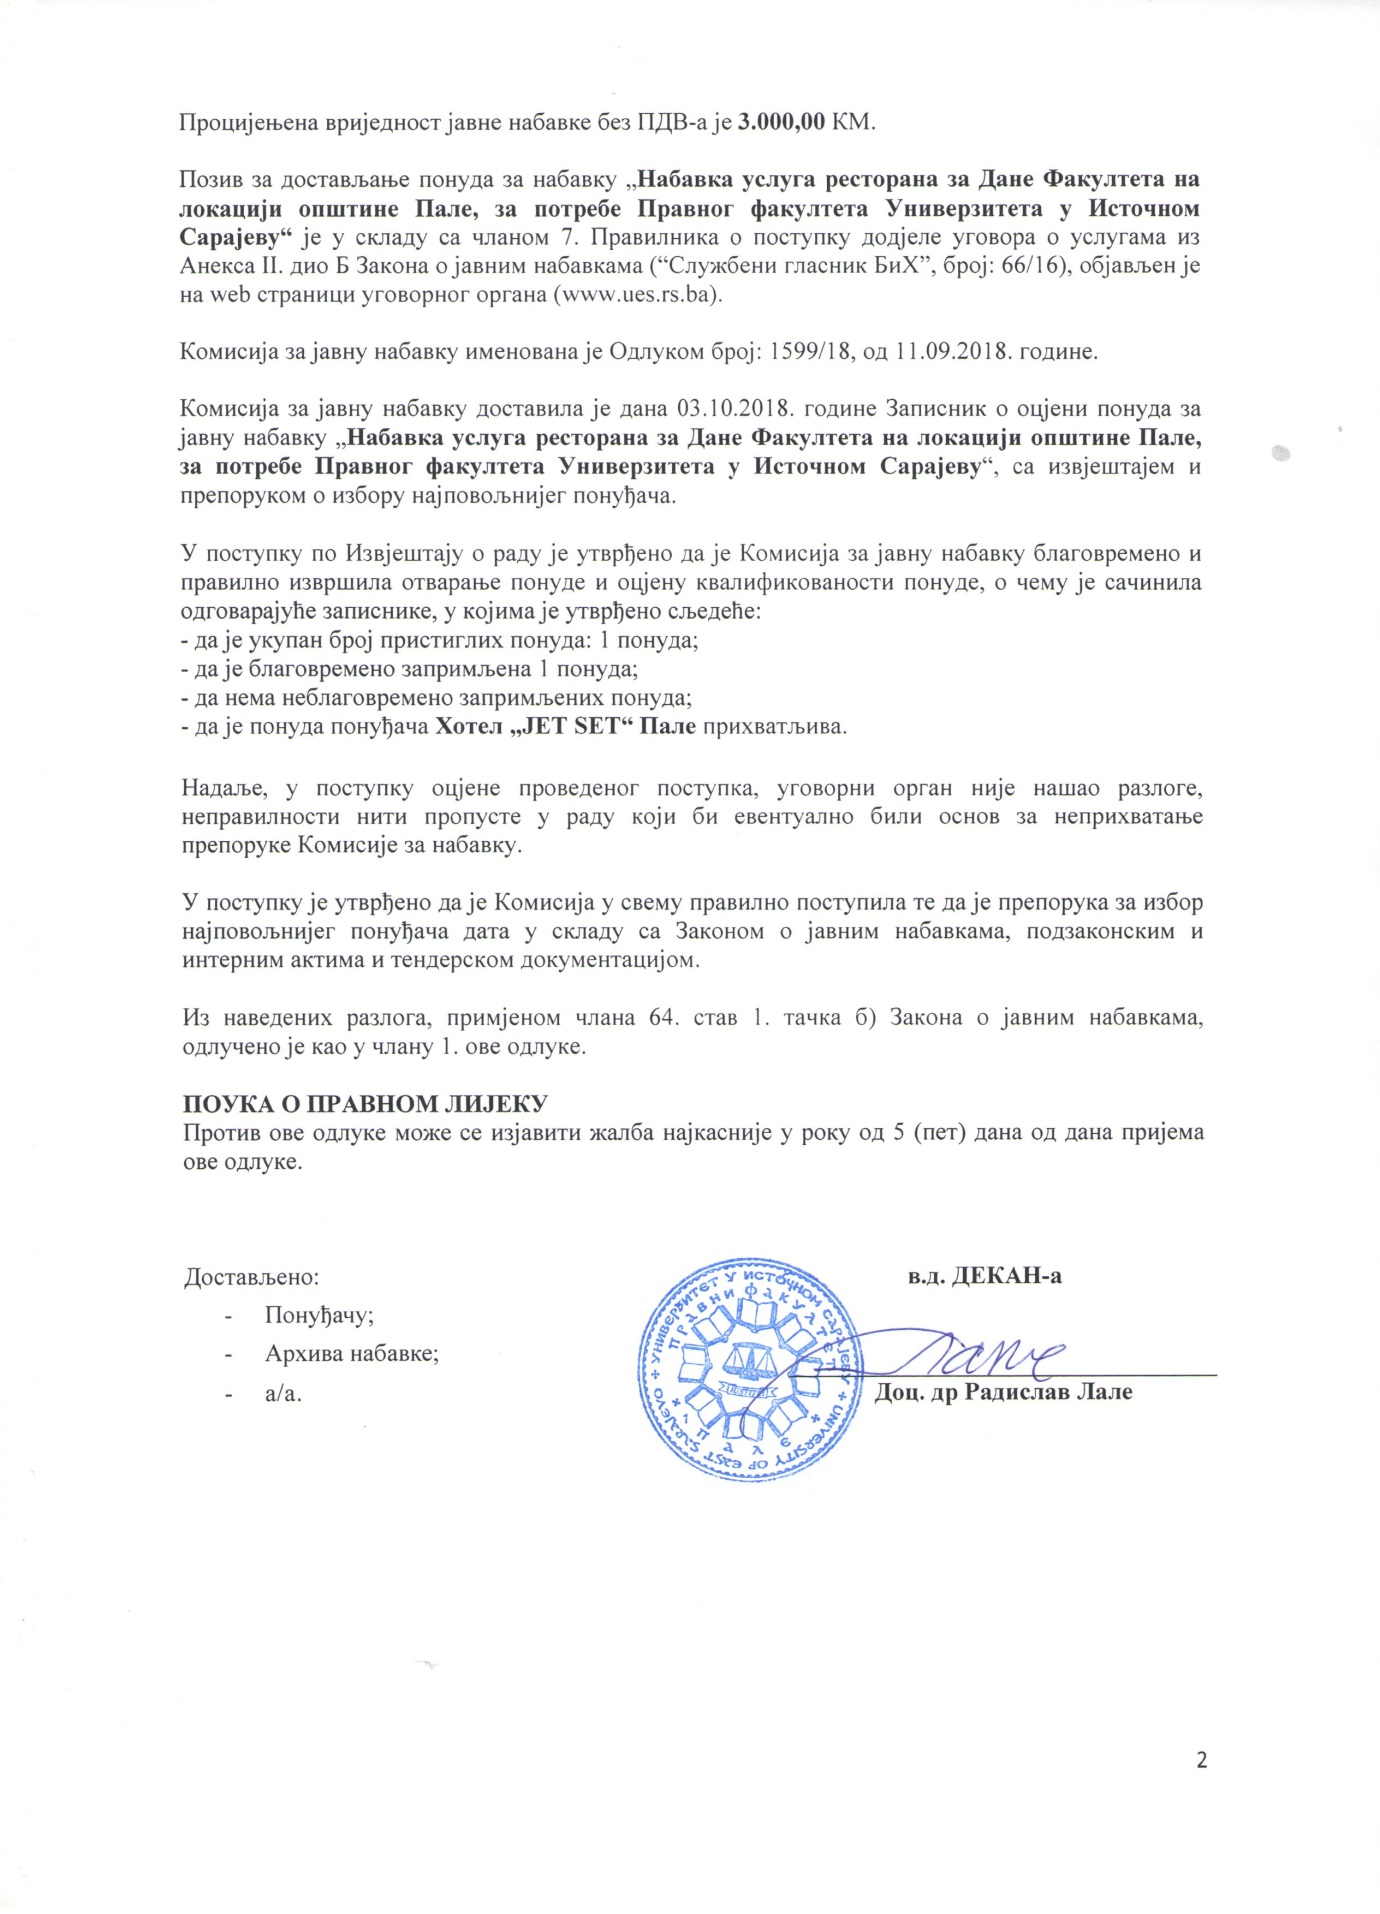 Процијењена вриједност јавне набавке без ПДВ-а је 3.000,00 КМ.
Позив за достављање понуда за набавку „Набавка услуга ресторана за Дане Факултета на
локацији општине Пале, за потребе Правног факултета Универзитета у Источном
Сарајеву“ је у складу са чланом 7. Правилника о поступку додјеле уговора о услугама из
Анекса II. дио Б Закона о јавним набавкама (“Службени гласник БиХ”, број: 66/16), објављен је
на web страници уговорног органа (www.ues.rs.ba).
Комисија за јавну набавку именована је Одлуком број: 1599/18, од 11.09.2018. године.
Комисија за јавну набавку доставила је дана 03.10.2018. године Записник о оцјени понуда за
јавну набавку „Набавка услуга ресторана за Дане Факултета на локацији општине Пале,
за потребе Правног факултета Универзитета у Источном Сарајеву“, са извјештајем и
препоруком о избору најповољнијег понуђача.
У поступку по Извјештају о раду је утврђено да је Комисија за јавну набавку благовремено и
правилно извршила отварање понуде и оцјену квалификованости понуде, о чему је сачинила
одговарајуће записнике, у којима је утврђено сљедеће:
- да је укупан број пристиглих понуда: 1 понуда;
- да је благовремено запримљена 1 понуда;
- да нема неблаговремено запримљених понуда;
- да је понуда понуђача Хотел „JET SET“ Пале прихватљива.
Надаље, у поступку оцјене проведеног поступка, уговорни орган није нашао разлоге,
неправилности нити пропусте у раду који би евентуално били основ за неприхватање
препоруке Комисије за набавку.
У поступку је утврђено да је Комисија у свему правилно поступила те да је препорука за избор
најповољнијег понуђача дата у складу са Законом о јавним набавкама, подзаконским и
интерним актима и тендерском документацијом.
Из наведених разлога, примјеном члана 64. став 1. тачка б) Закона о јавним набавкама,
одлучено је као у члану 1. ове одлуке.
ПОУКА О ПРАВНОМ ЛИЈЕКУ
Против ове одлуке може се изјавити жалба најкасније у року од 5 (пет) дана од дана пријема
ове одлуке.
Достављено:
- Понуђачу;
- Архива набавке;
- а/а.
УНИВЕРЗИТЕТ У ИСТОЧНОМ САРАЈЕВУ + UNIVERSITY OF EAST SARAJEVO +
ПРАВНИ ФАКУЛТЕТ
1 ПАЛЕ
в.д. ДЕКАН-а
Лале
Доц. др Радислав Лале
2